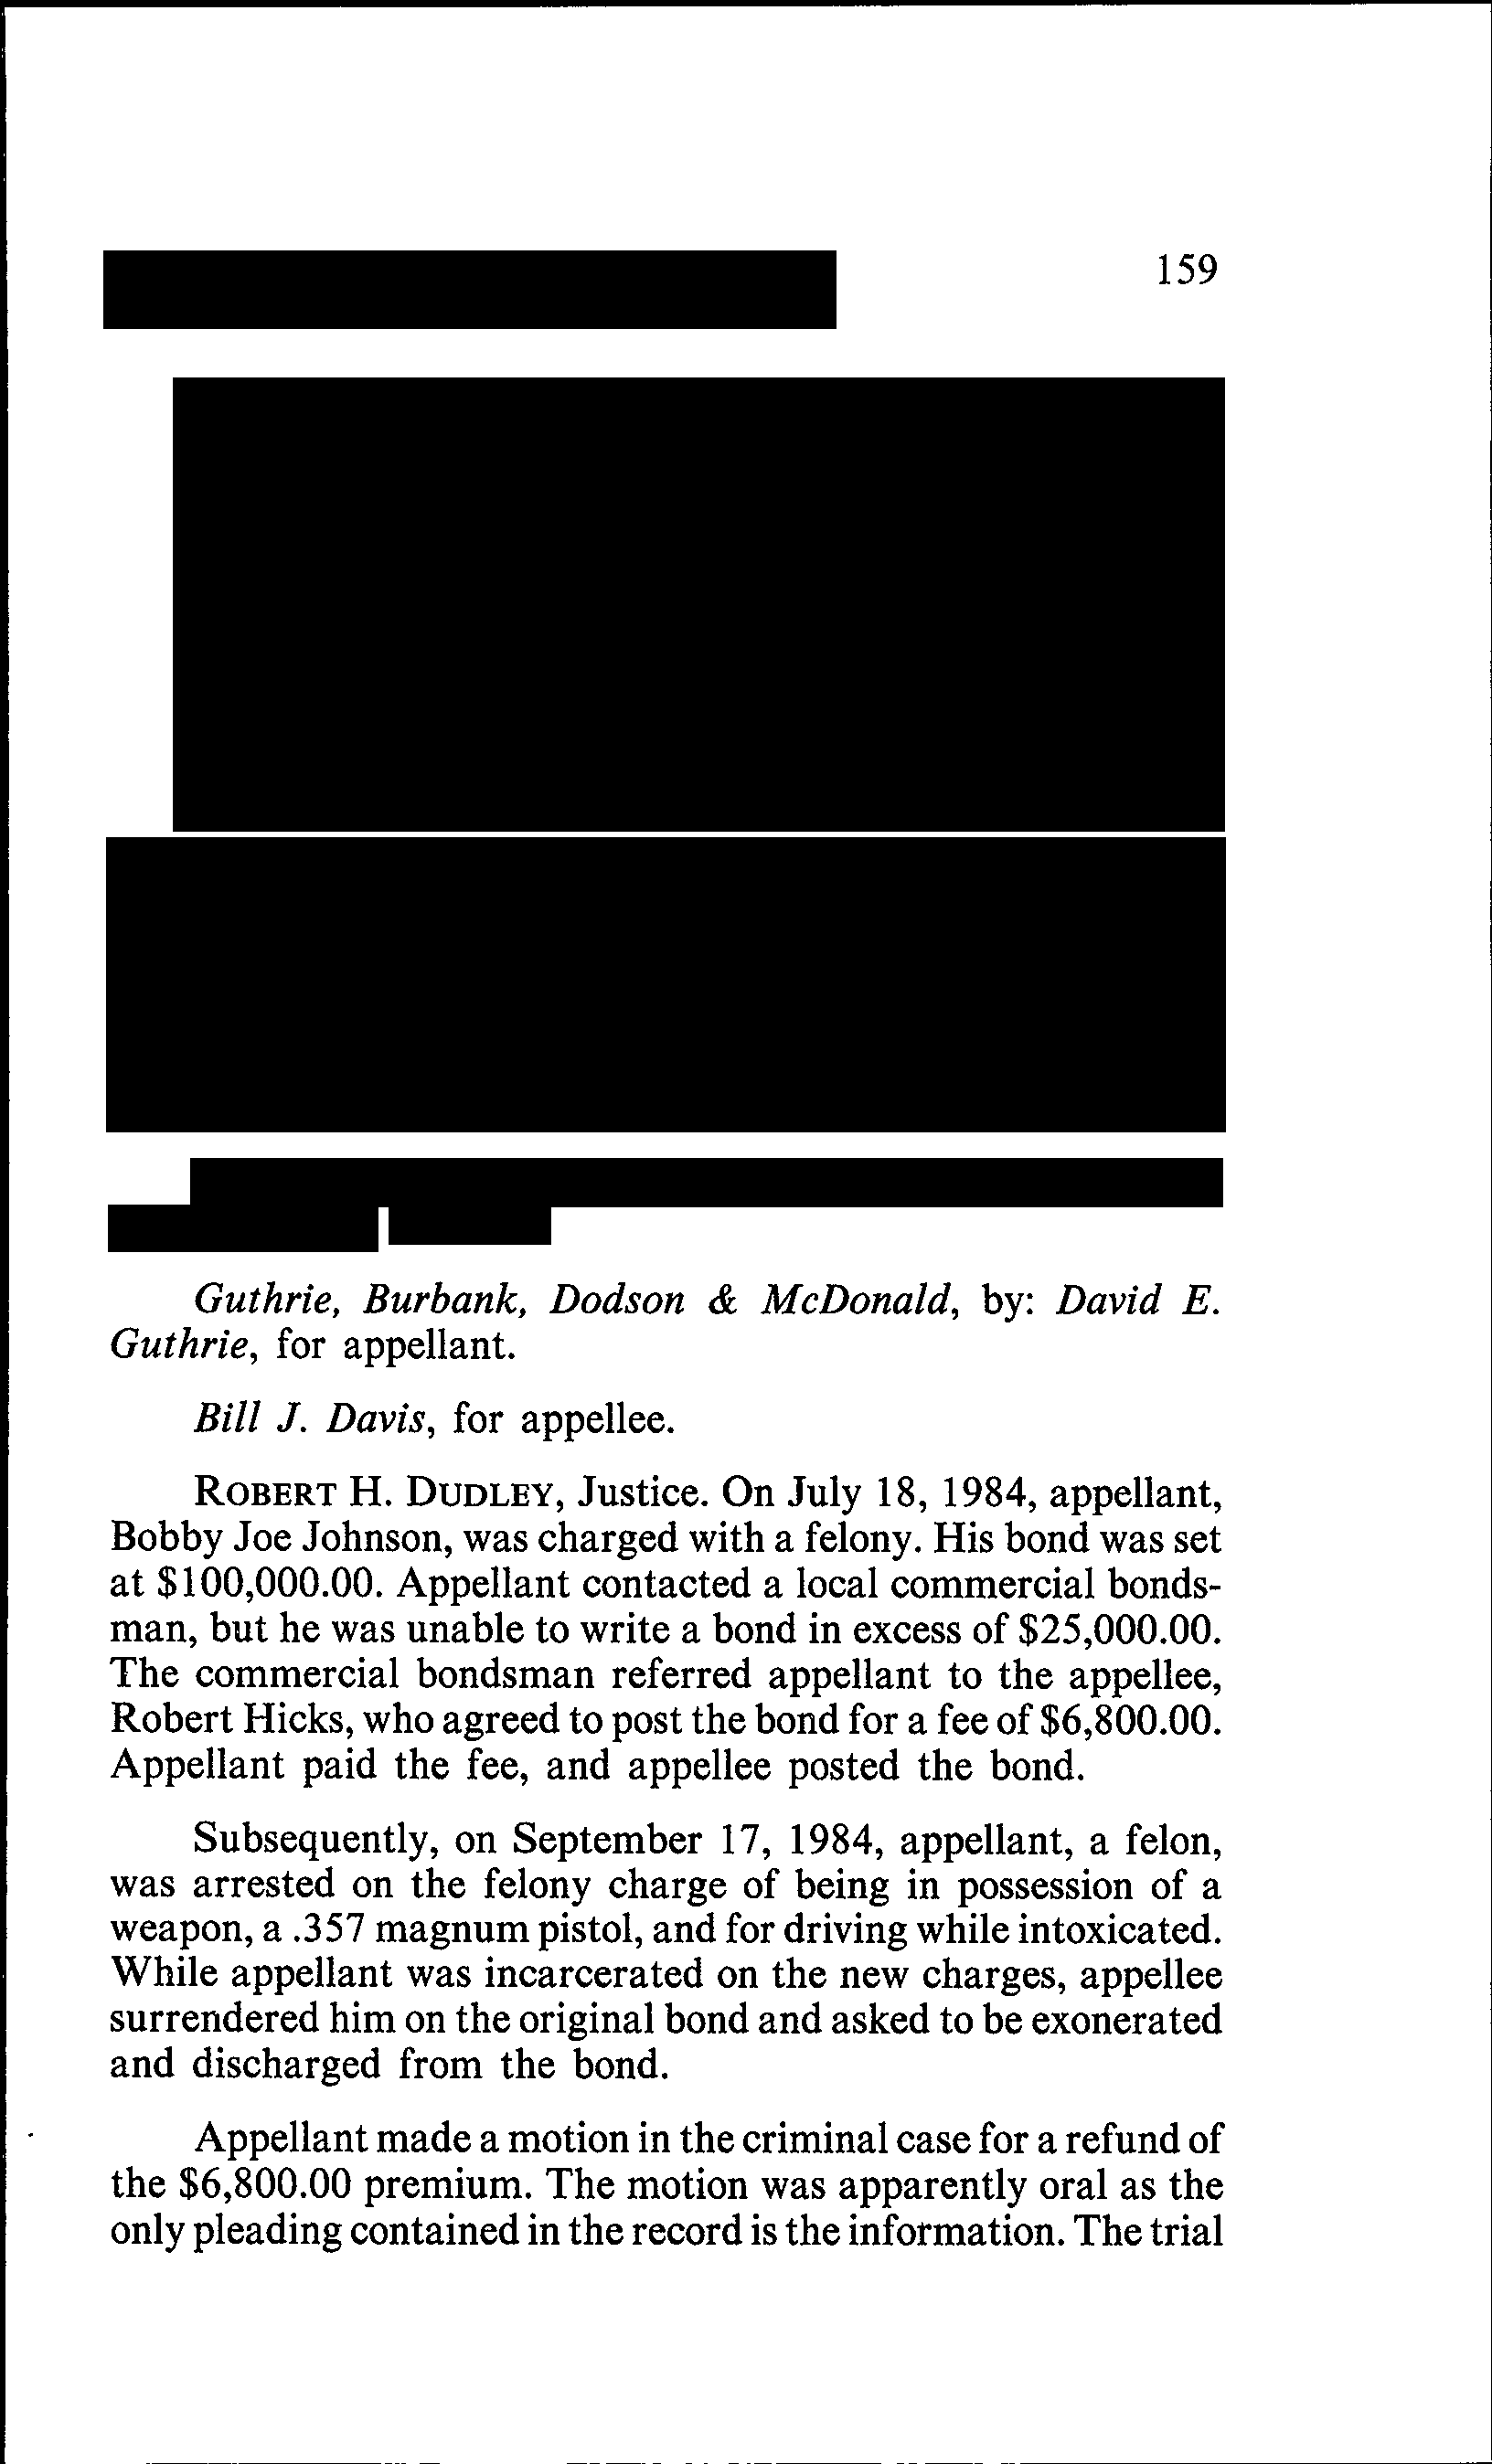 159
Guthrie, Burbank, Dodson & McDonald, by: David E.
Guthrie, for appellant.
Bill J. Davis, for appellee.
ROBERT H. DUDLEY, Justice. On July 18, 1984, appellant,
Bobby Joe Johnson, was charged with a felony. His bond was set
at $100,000.00. Appellant contacted a local commercial bonds-
man, but he was unable to write a bond in excess of $25,000.00.
The commercial bondsman referred appellant to the appellee,
Robert Hicks, who agreed to post the bond for a fee of $6,800.00.
Appellant paid the fee, and appellee posted the bond.
Subsequently, on September 17, 1984, appellant, a felon,
was arrested on the felony charge of being in possession of a
weapon, a .357 magnum pistol, and for driving while intoxicated.
While appellant was incarcerated on the new charges, appellee
surrendered him on the original bond and asked to be exonerated
and discharged from the bond.
Appellant made a motion in the criminal case for a refund of
the $6,800.00 premium. The motion was apparently oral as the
only pleading contained in the record is the information. The trial